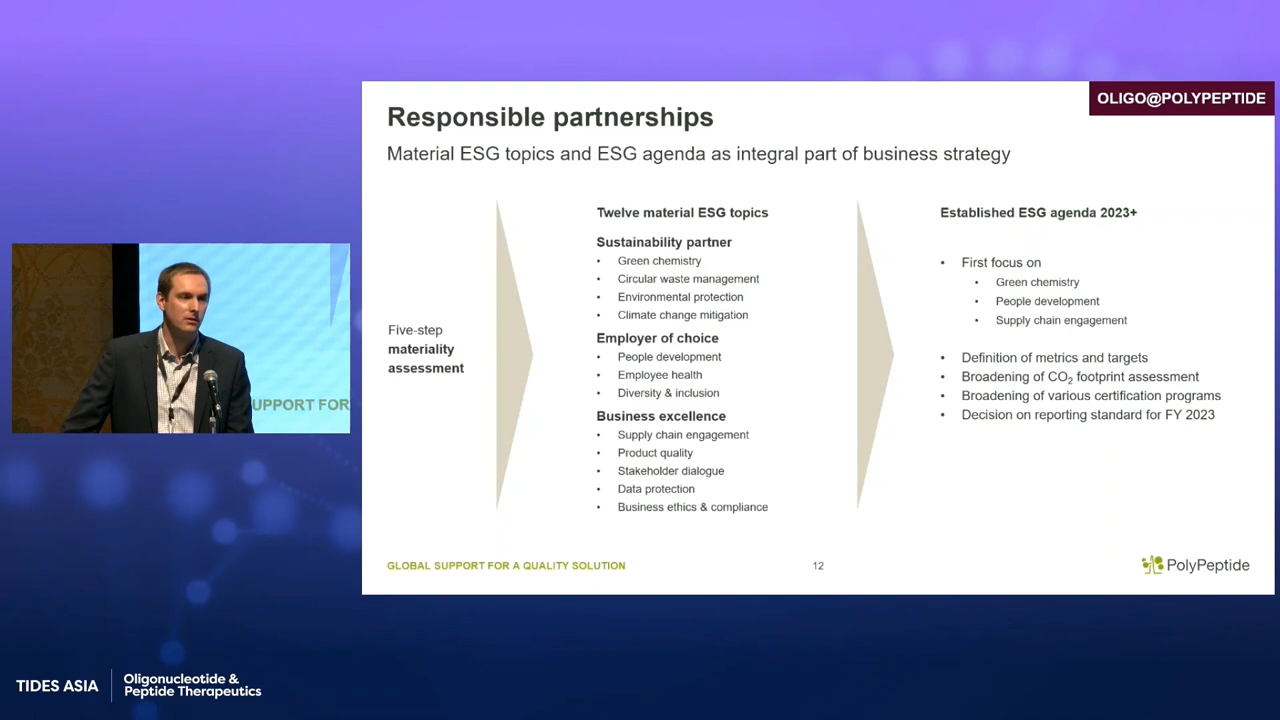 OLIGO@POLYPEPTIDE
Responsible partnerships
Material ESG topics and ESG agenda as integral part of business strategy
Five-step
materiality
assessment
Twelve material ESG topics
Sustainability partner
• Green chemistry
• Circular waste management
• Environmental protection
• Climate change mitigation
Employer of choice
• People development
• Employee health
• Diversity & inclusion
Business excellence
• Supply chain engagement
• Product quality
• Stakeholder dialogue
• Data protection
• Business ethics & compliance
Established ESG agenda 2023+
• First focus on
• Green chemistry
• People development
• Supply chain engagement
• Definition of metrics and targets
• Broadening of CO₂ footprint assessment
• Broadening of various certification programs
• Decision on reporting standard for FY 2023
GLOBAL SUPPORT FOR A QUALITY SOLUTION
12
PolyPeptide
UPPORT FOR
TIDES ASIA
Oligonucleotide &
Peptide Therapeutics